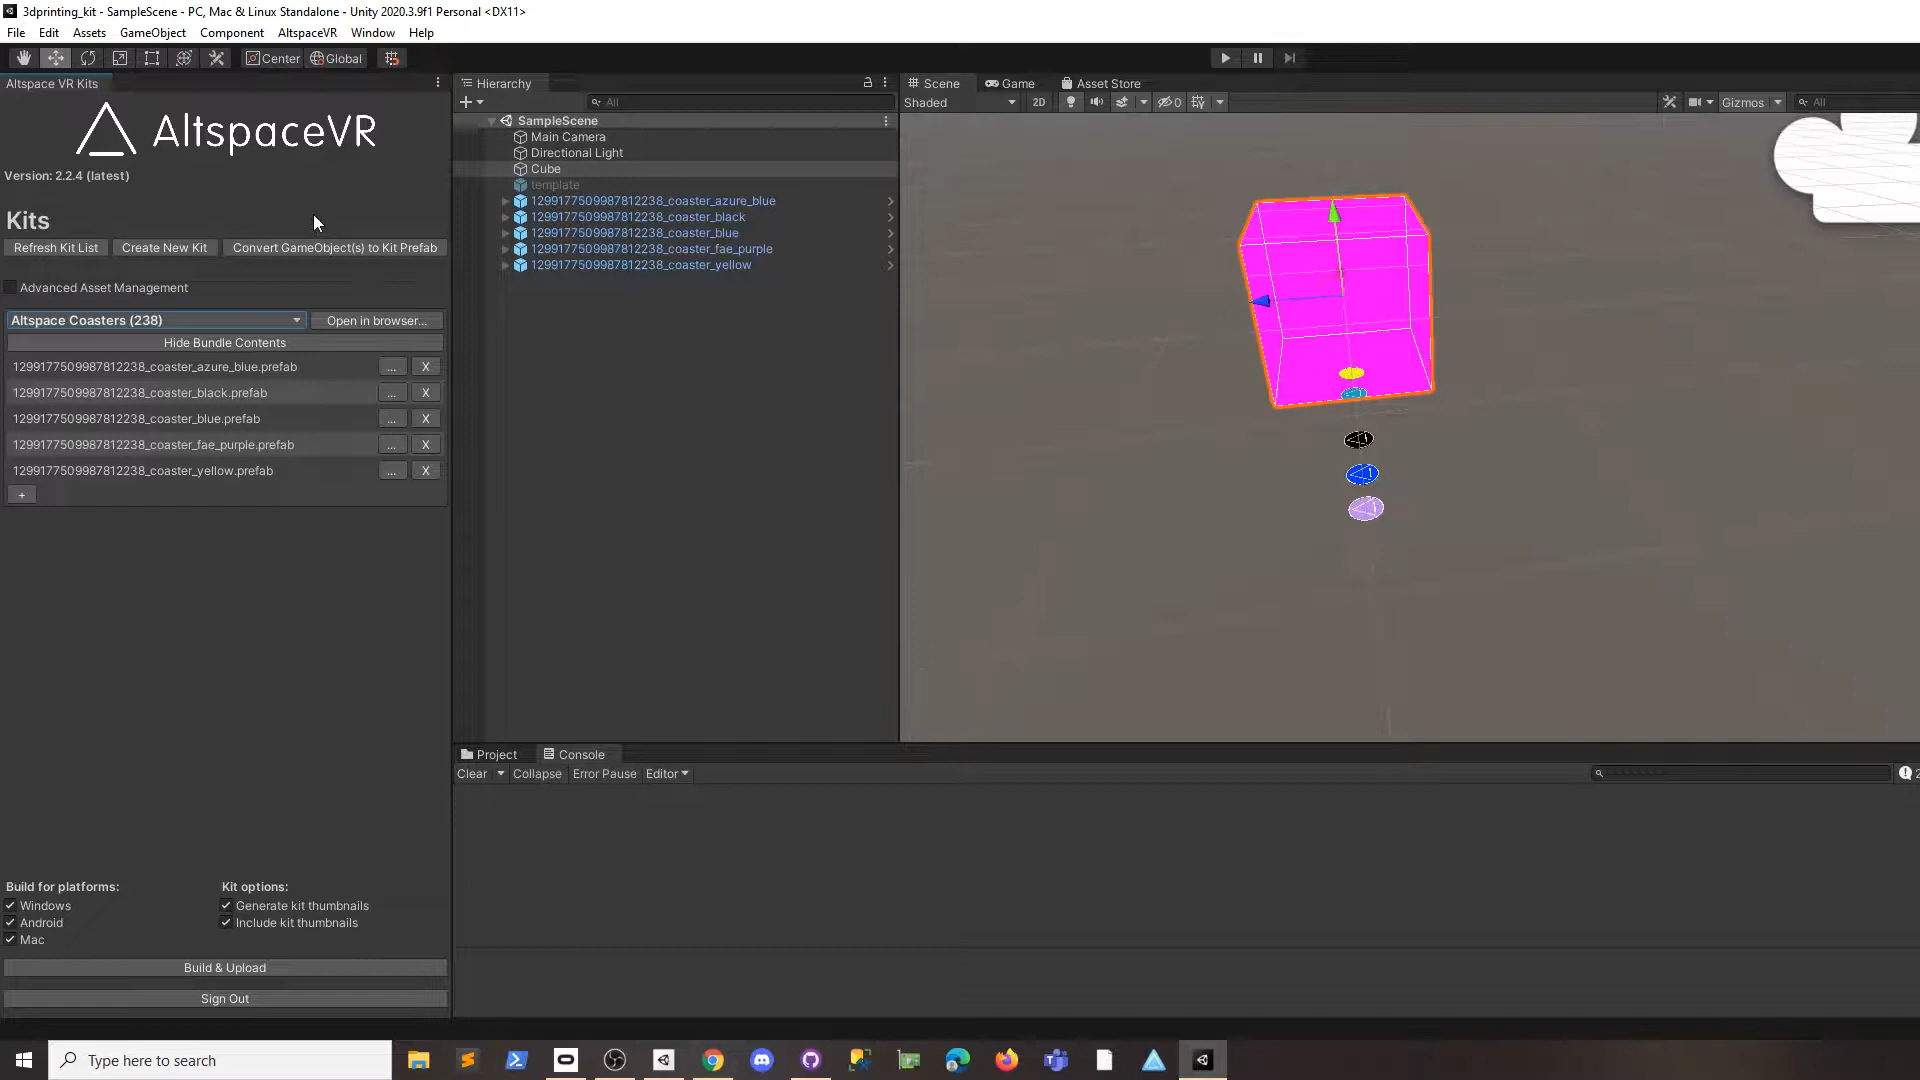 3dprinting_kit - SampleScene - PC, Mac & Linux Standalone - Unity 2020.3.9f1 Personal <DX11>
File Edit Assets GameObject Component AltspaceVR Window Help
Center Global
Altspace VR Kits
AltspaceVR
Version: 2.2.4 (latest)
Kits
Refresh Kit List Create New Kit Convert GameObject(s) to Kit Prefab
Advanced Asset Management
Altspace Coasters (238) Open in browser...
Hide Bundle Contents
1299177509987812238_coaster_azure_blue.prefab ... X
1299177509987812238_coaster_black.prefab ... X
1299177509987812238_coaster_blue.prefab ... X
1299177509987812238_coaster_fae_purple.prefab ... X
1299177509987812238_coaster_yellow.prefab ... X
+
Build for platforms: Kit options:
Windows Generate kit thumbnails
Android Include kit thumbnails
Mac
Build & Upload
Sign Out
Hierarchy
+ All
SampleScene
Main Camera
Directional Light
Cube
template
1299177509987812238_coaster_azure_blue
1299177509987812238_coaster_black
1299177509987812238_coaster_blue
1299177509987812238_coaster_fae_purple
1299177509987812238_coaster_yellow
Scene Game Asset Store
Shaded 2D 0 Gizmos All
Project Console
Clear Collapse Error Pause Editor
2
Type here to search